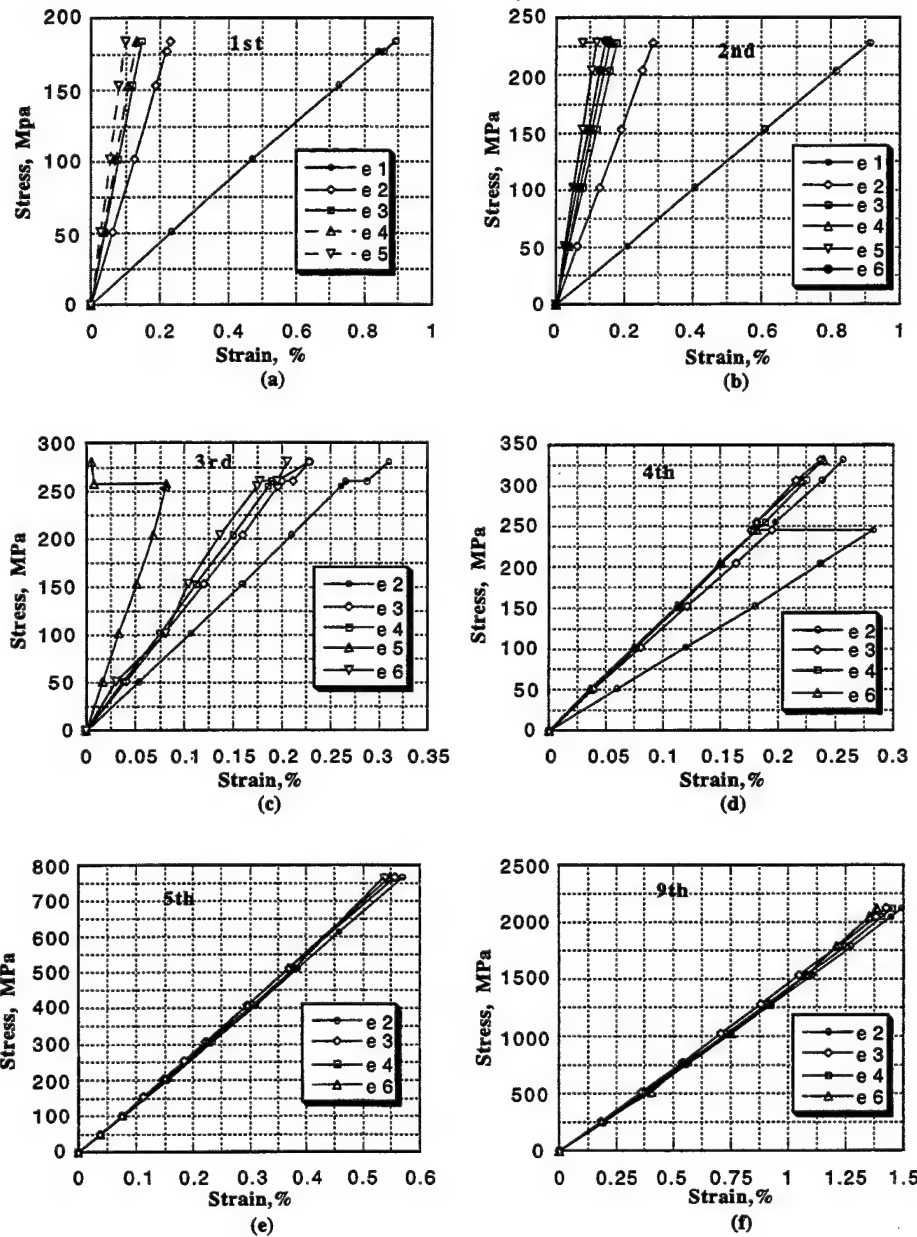 200
150
100
50
0
Stress, Mpa
1st
e 1
e 2
e 3
e 4
e 5
0 0.2 0.4 0.6 0.8 1
Strain, %
(a)
250
200
150
100
50
0
Stress, MPa
2nd
e 1
e 2
e 3
e 4
e 5
e 6
0 0.2 0.4 0.6 0.8 1
Strain, %
(b)
300
250
200
150
100
50
0
Stress, MPa
3rd
e 2
e 3
e 4
e 5
e 6
0 0.05 0.1 0.15 0.2 0.25 0.3 0.35
Strain,%
(c)
350
300
250
200
150
100
50
0
Stress, MPa
4th
e 2
e 3
e 4
e 6
0 0.05 0.1 0.15 0.2 0.25 0.3 0.35
Strain,%
(d)
800
700
600
500
400
300
200
100
0
Stress, MPa
5th
e 2
e 3
e 4
e 6
0 0.1 0.2 0.3 0.4 0.5 0.6
Strain,%
(e)
2500
2000
1500
1000
500
0
Stress, MPa
9th
e 2
e 3
e 4
e 6
0 0.25 0.5 0.75 1 1.25 1.5
Strain,%
(f)